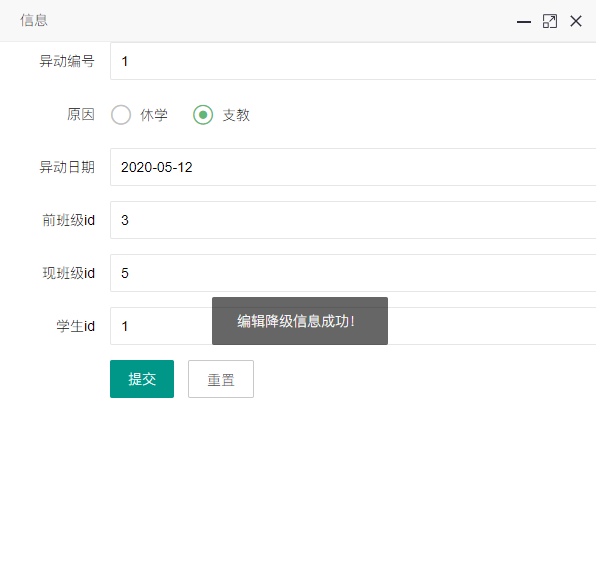 信息
异动编号 1
原因 休学 支教
异动日期 2020-05-12
前班级id 3
现班级id 5
学生id 1
编辑降级信息成功!
提交 重置